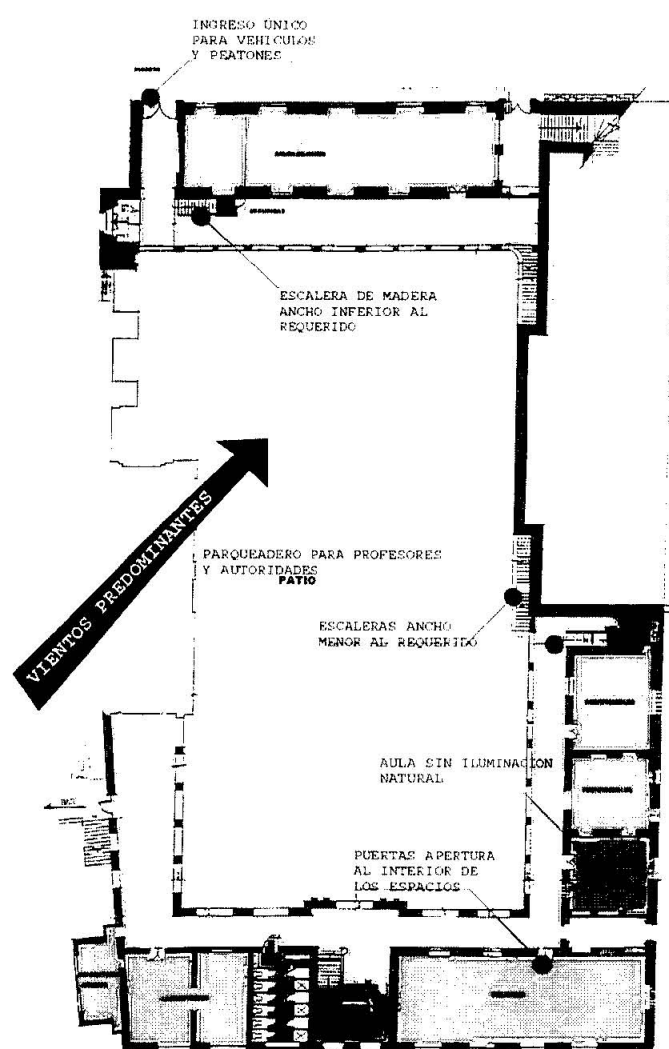 INGRESO ÚNICO
PARA VEHICULOS
Y PEATONES
ESCALERA DE MADERA
ANCHO INFERIOR AL
REQUERIDO
VIENTOS PREDOMINANTES
PARQUEADERO PARA PROFESORES
Y AUTORIDADES
PATIO
ESCALERAS ANCHO
MENOR AL REQUERIDO
AULA SIN ILUMINACION
NATURAL
PUERTAS APERTURA
AL INTERIOR DE
LOS ESPACIOS